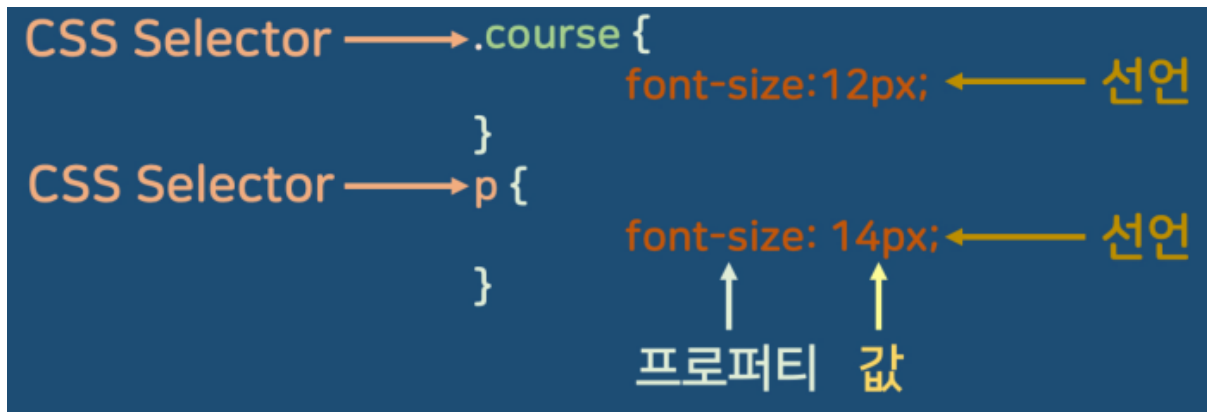 CSS Selector .course {
font-size:12px; 선언
}
CSS Selector p {
font-size: 14px; 선언
}
프로퍼티 값